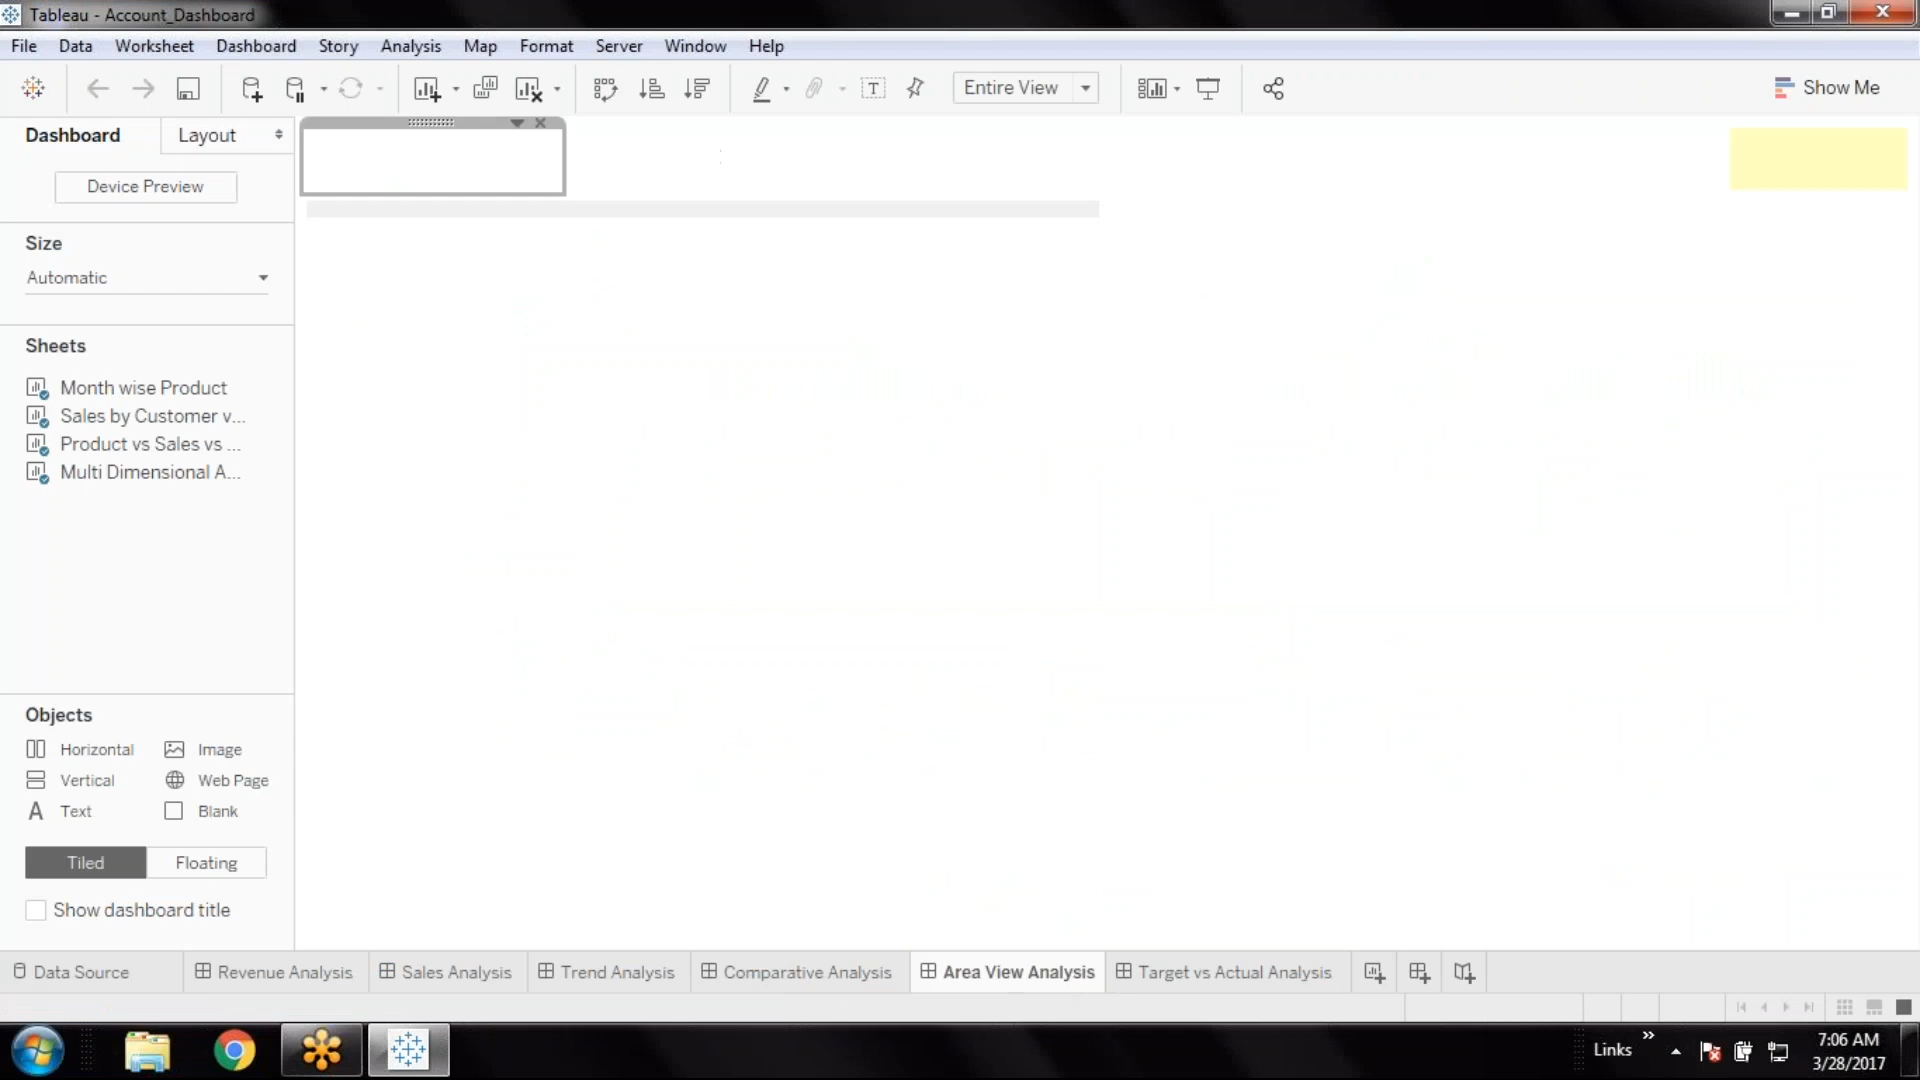 Tableau - Account_Dashboard
File Data Worksheet Dashboard Story Analysis Map Format Server Window Help
Entire View
Show Me
Dashboard Layout
Device Preview
Size
Automatic
Sheets
Month wise Product
Sales by Customer v...
Product vs Sales vs ...
Multi Dimensional A...
Objects
Horizontal Image
Vertical Web Page
A Text Blank
Tiled Floating
Show dashboard title
Data Source Revenue Analysis Sales Analysis Trend Analysis Comparative Analysis Area View Analysis Target vs Actual Analysis
Links
7:06 AM
3/28/2017